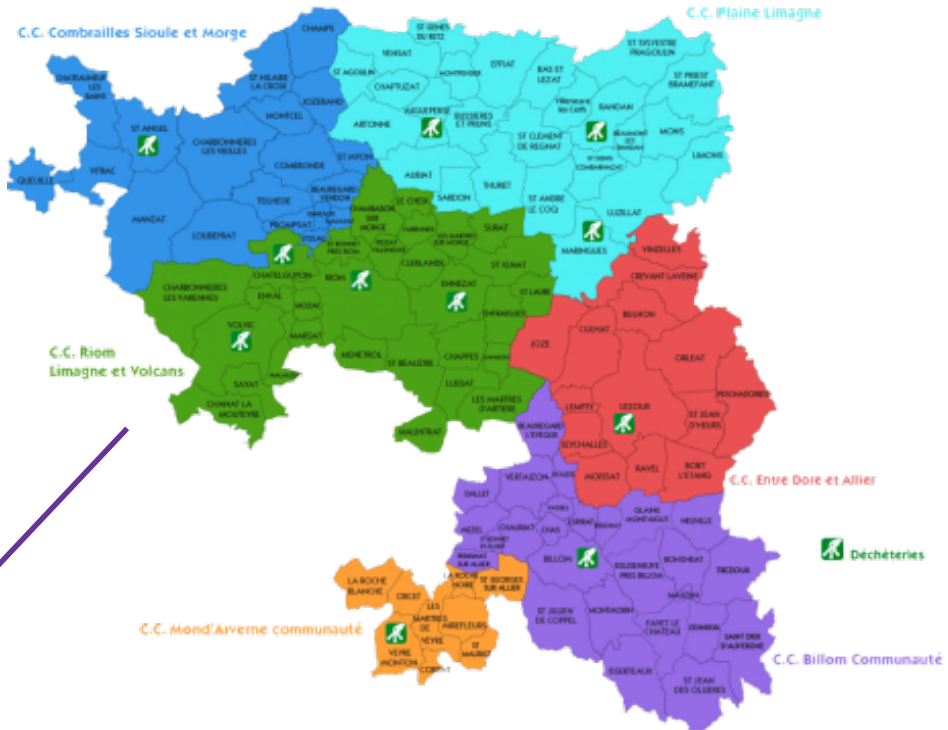 C.C. Plaine Limagne
C.C. Combrailles Sioule et Morge
CHAMPS
ST GENES
DU RETZ
ST SYLVESTRE
PRAGOULIN
EFFIAT
ST AGOULIN
BAS ET
LEZAT
ST PRIEST
BRAMEFANT
CHATEAUNEUF
LES
BAINS
ST HILAIRE
LA CROIX
CHAPTUZAT
MONTPENSIER
JOZERAND
RANDAN
AIGUEPERSE
BUSSIERES
ET PRUNS
MONTCEL
ARTONNE
ST ANGEL
MONS
ST CLEMENT
DE REGNAT
CHARBONNIERES
LES VIEILLES
LIMONS
ST MYON
COMBRONDE
VITRAC
QUEUILLE
AUBIAT
THURET
BEAUREGARD
VENDON
SARDON
ST ANDRE
LE COQ
TEILHEDE
LE CHEIX
CHAMBARON
SUR
MORGE
LUZILLAT
MANZAT
PROMPSAT
SURAT
LOUBEYRAT
MARINGUES
VINZELLES
CLERLANDE
CHATELGUYON
RIOM
ST IGNAT
CREVANT LAVEINE
CHARBONNIERES
LES VARENNES
ENNEZAT
ENVAL
ST LAURE
MOZAC
BULHON
ENTRAIGUES
VOLVIC
CULHAT
MARSAT
JOZE
C.C. Riom
Limagne et Volcans
MENETROL
ST BEAUZIRE
CHAPPES
ORLEAT
SAYAT
LUSSAT
PESCHADOIRES
CHANAT LA
MOUTEYRE
LES MARTRES
D'ARTIERE
LEMPTY
LEZOUX
ST JEAN
D'HEURS
MALINTRAT
BEAUREGARD
L'EVEQUE
SEYCHALLES
MOISSAT
RAVEL
BORT
L'ETANG
C.C. Entre Dore et Allier
VERTAIZON
DALLET
GLAINE
MONTAIGUT
NEUVILLE
MEZEL
CHAURIAT
CHAS
ESPIRAT
Déchèteries
BILLOM
EGLISENEUVE
PRES BILLOM
BONGHEAT
TREZIOUX
PERIGNAT
SUR ALLIER
LA ROCHE
BLANCHE
LA ROCHE
NOIRE
ST GEORGES
SUR ALLIER
MAUZUN
ORCET
LES
MARTRES
DE
VEYRE
ST JULIEN
DE COPPEL
MONTMORIN
C.C. Mond'Arverne communauté
MIREFLEURS
FAYET LE
CHATEAU
SAINT DIER
D'AUVERGNE
VEYRE
MONTON
ST
MAURICE
C.C. Billom Communauté
CORENT
ISSERTEAUX
ST JEAN
DES OLLIERES